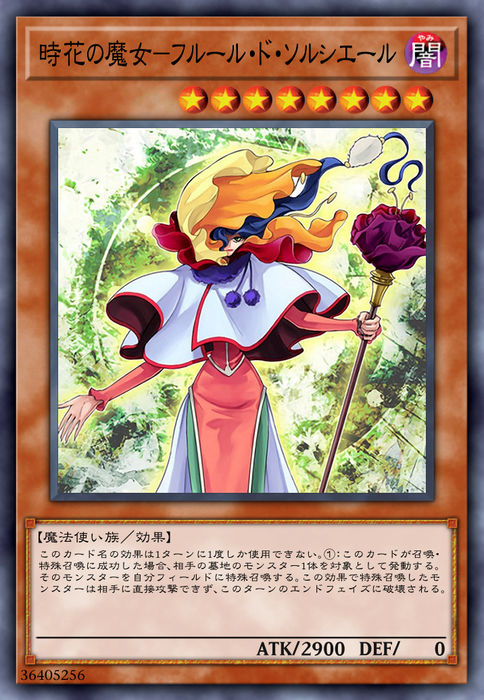 時花の魔女−フルール・ド・ソルシエール
やみ
闇
【魔法使い族／効果】
このカード名の効果は1ターンに1度しか使用できない。①：このカードが召喚・
特殊召喚に成功した場合、相手の墓地のモンスター1体を対象として発動する。
そのモンスターを自分フィールドに特殊召喚する。この効果で特殊召喚したモ
ンスターは相手に直接攻撃できず、このターンのエンドフェイズに破壊される。
ATK/2900 DEF/ 0
36405256